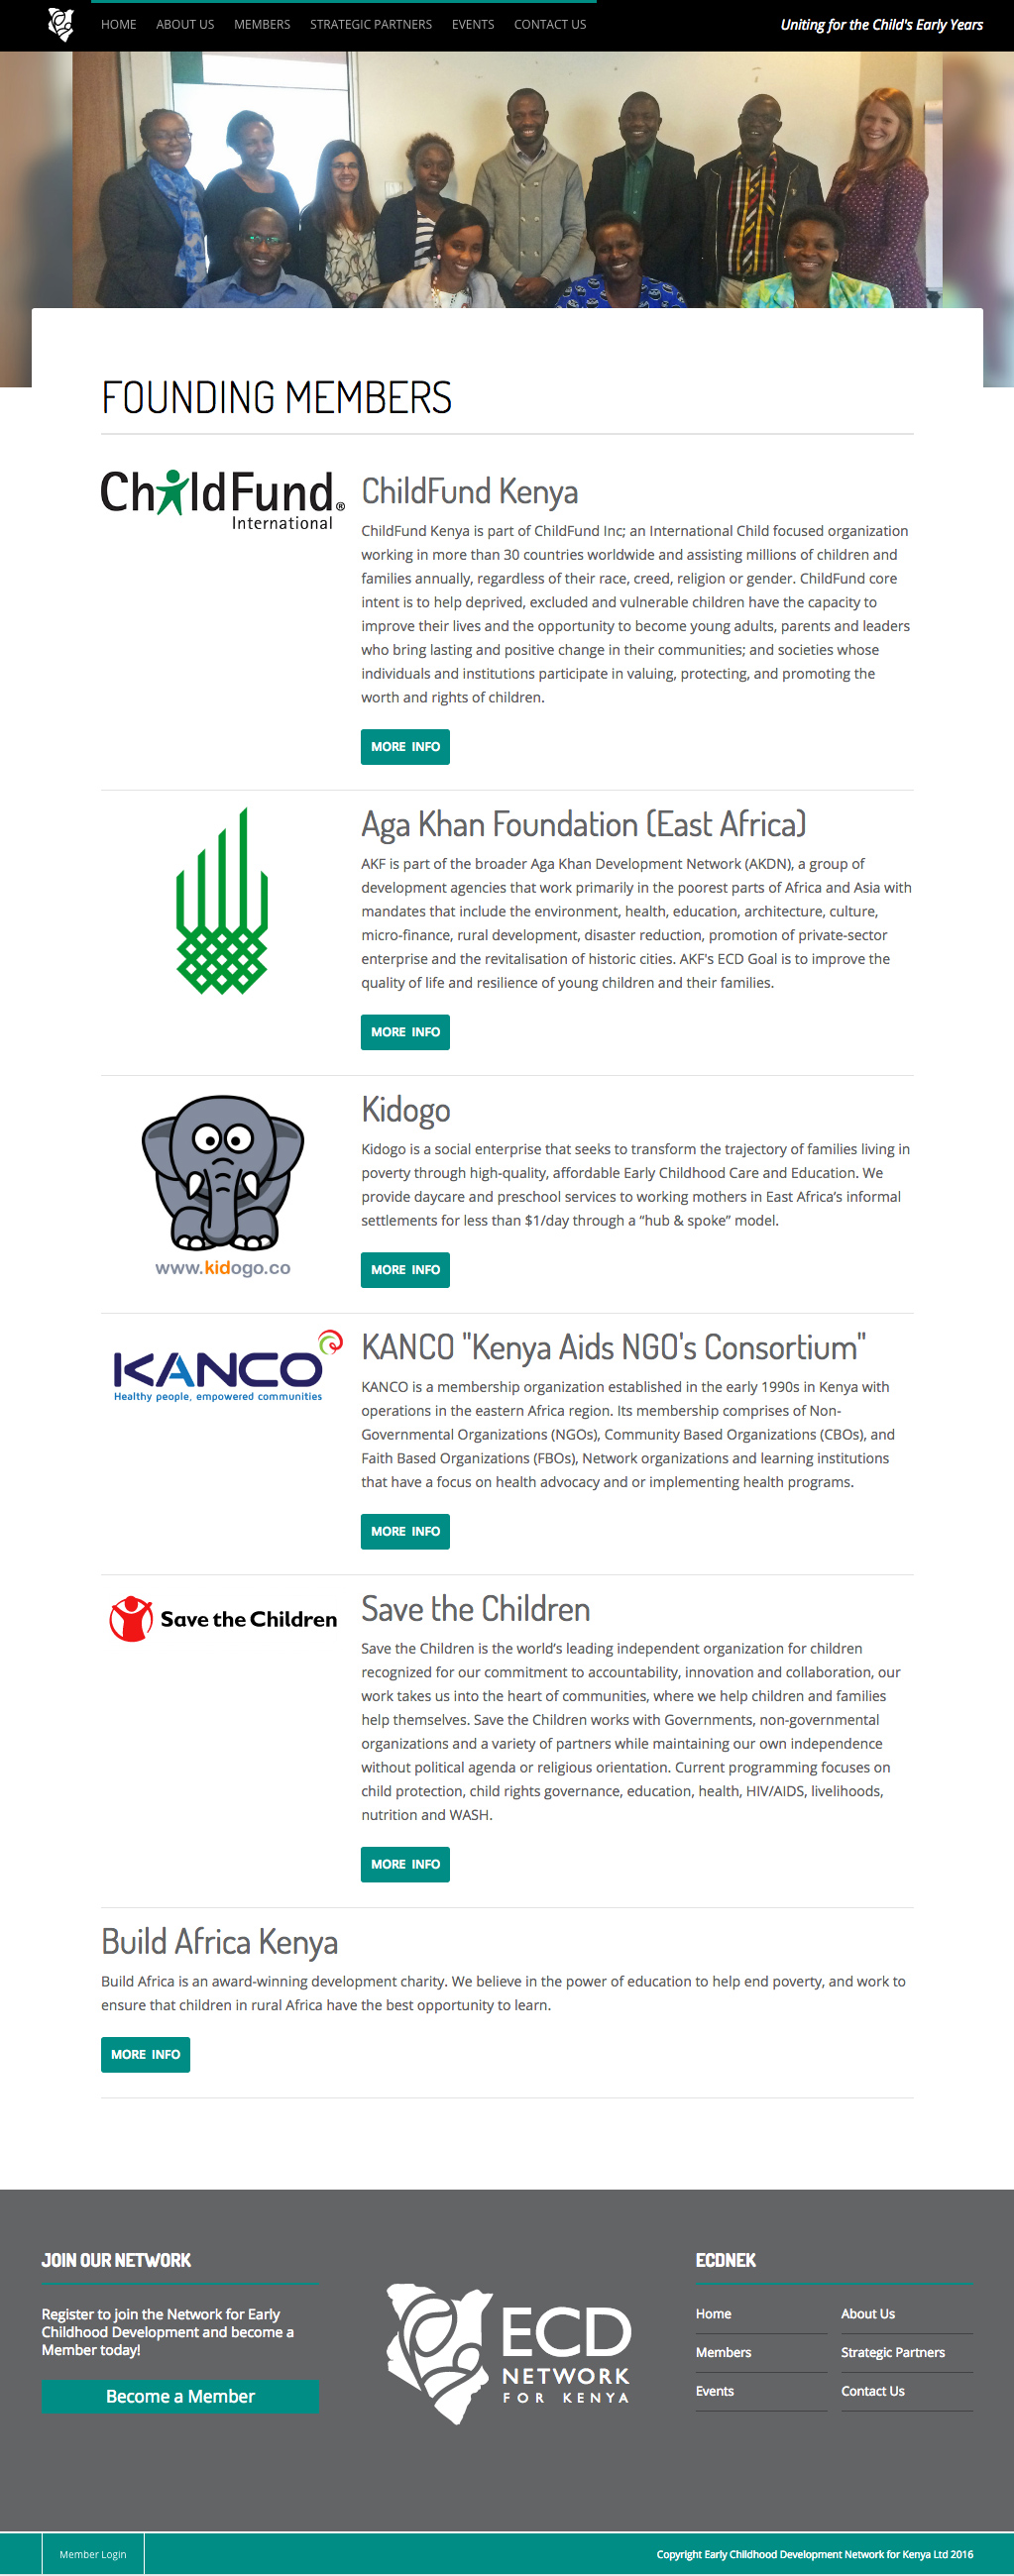 HOME ABOUT US MEMBERS STRATEGIC PARTNERS EVENTS CONTACT US Uniting for the Child's Early Years
FOUNDING MEMBERS
ChildFund®
International
ChildFund Kenya
ChildFund Kenya is part of ChildFund Inc; an International Child focused organization
working in more than 30 countries worldwide and assisting millions of children and
families annually, regardless of their race, creed, religion or gender. ChildFund core
intent is to help deprived, excluded and vulnerable children have the capacity to
improve their lives and the opportunity to become young adults, parents and leaders
who bring lasting and positive change in their communities; and societies whose
individuals and institutions participate in valuing, protecting, and promoting the
worth and rights of children.
MORE INFO
Aga Khan Foundation (East Africa)
AKF is part of the broader Aga Khan Development Network (AKDN), a group of
development agencies that work primarily in the poorest parts of Africa and Asia with
mandates that include the environment, health, education, architecture, culture,
micro-finance, rural development, disaster reduction, promotion of private-sector
enterprise and the revitalisation of historic cities. AKF's ECD Goal is to improve the
quality of life and resilience of young children and their families.
MORE INFO
www.kidogo.co
Kidogo
Kidogo is a social enterprise that seeks to transform the trajectory of families living in
poverty through high-quality, affordable Early Childhood Care and Education. We
provide daycare and preschool services to working mothers in East Africa’s informal
settlements for less than $1/day through a “hub & spoke” model.
MORE INFO
KANCO
Healthy people, empowered communities
KANCO "Kenya Aids NGO's Consortium"
KANCO is a membership organization established in the early 1990s in Kenya with
operations in the eastern Africa region. Its membership comprises of Non-
Governmental Organizations (NGOs), Community Based Organizations (CBOs), and
Faith Based Organizations (FBOs), Network organizations and learning institutions
that have a focus on health advocacy and or implementing health programs.
MORE INFO
Save the Children
Save the Children
Save the Children is the world’s leading independent organization for children
recognized for our commitment to accountability, innovation and collaboration, our
work takes us into the heart of communities, where we help children and families
help themselves. Save the Children works with Governments, non-governmental
organizations and a variety of partners while maintaining our own independence
without political agenda or religious orientation. Current programming focuses on
child protection, child rights governance, education, health, HIV/AIDS, livelihoods,
nutrition and WASH.
MORE INFO
Build Africa Kenya
Build Africa is an award-winning development charity. We believe in the power of education to help end poverty, and work to
ensure that children in rural Africa have the best opportunity to learn.
MORE INFO
JOIN OUR NETWORK
Register to join the Network for Early
Childhood Development and become a
Member today!
Become a Member
ECD
NETWORK
FOR KENYA
ECDNEK
Home About Us
Members Strategic Partners
Events Contact Us
Member Login Copyright Early Childhood Development Network for Kenya Ltd 2016